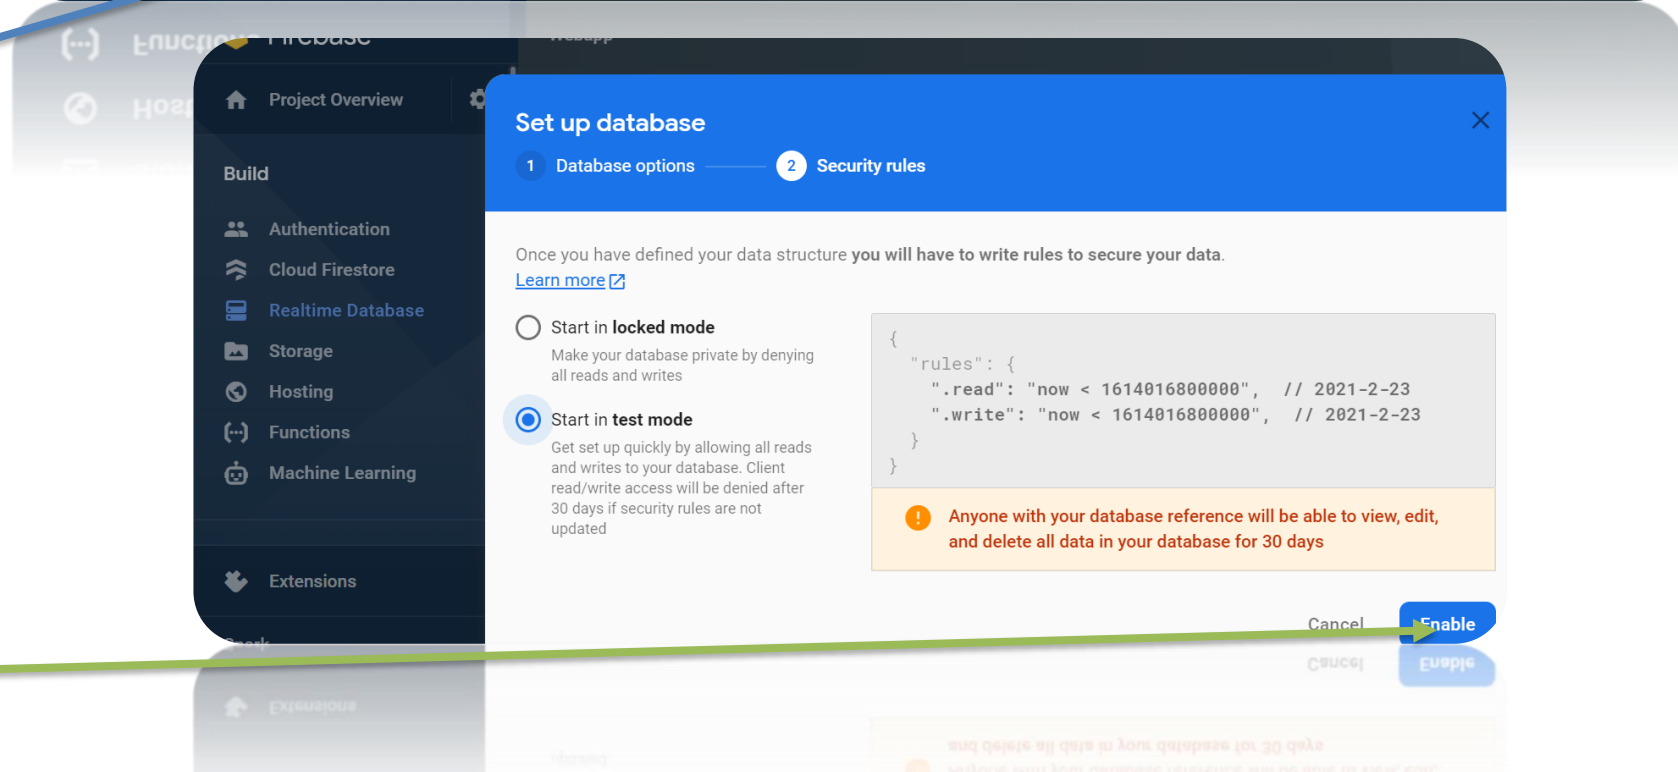 Firebase
Webapp
Project Overview
Build
Authentication
Cloud Firestore
Realtime Database
Storage
Hosting
Functions
Machine Learning
Extensions
Spark
Set up database
1 Database options
2 Security rules
Once you have defined your data structure you will have to write rules to secure your data.
Learn more
Start in locked mode
Make your database private by denying
all reads and writes
Start in test mode
Get set up quickly by allowing all reads
and writes to your database. Client
read/write access will be denied after
30 days if security rules are not
updated
{
"rules": {
".read": "now < 1614016800000", // 2021-2-23
".write": "now < 1614016800000", // 2021-2-23
}
}
! Anyone with your database reference will be able to view, edit,
and delete all data in your database for 30 days
Cancel
Enable